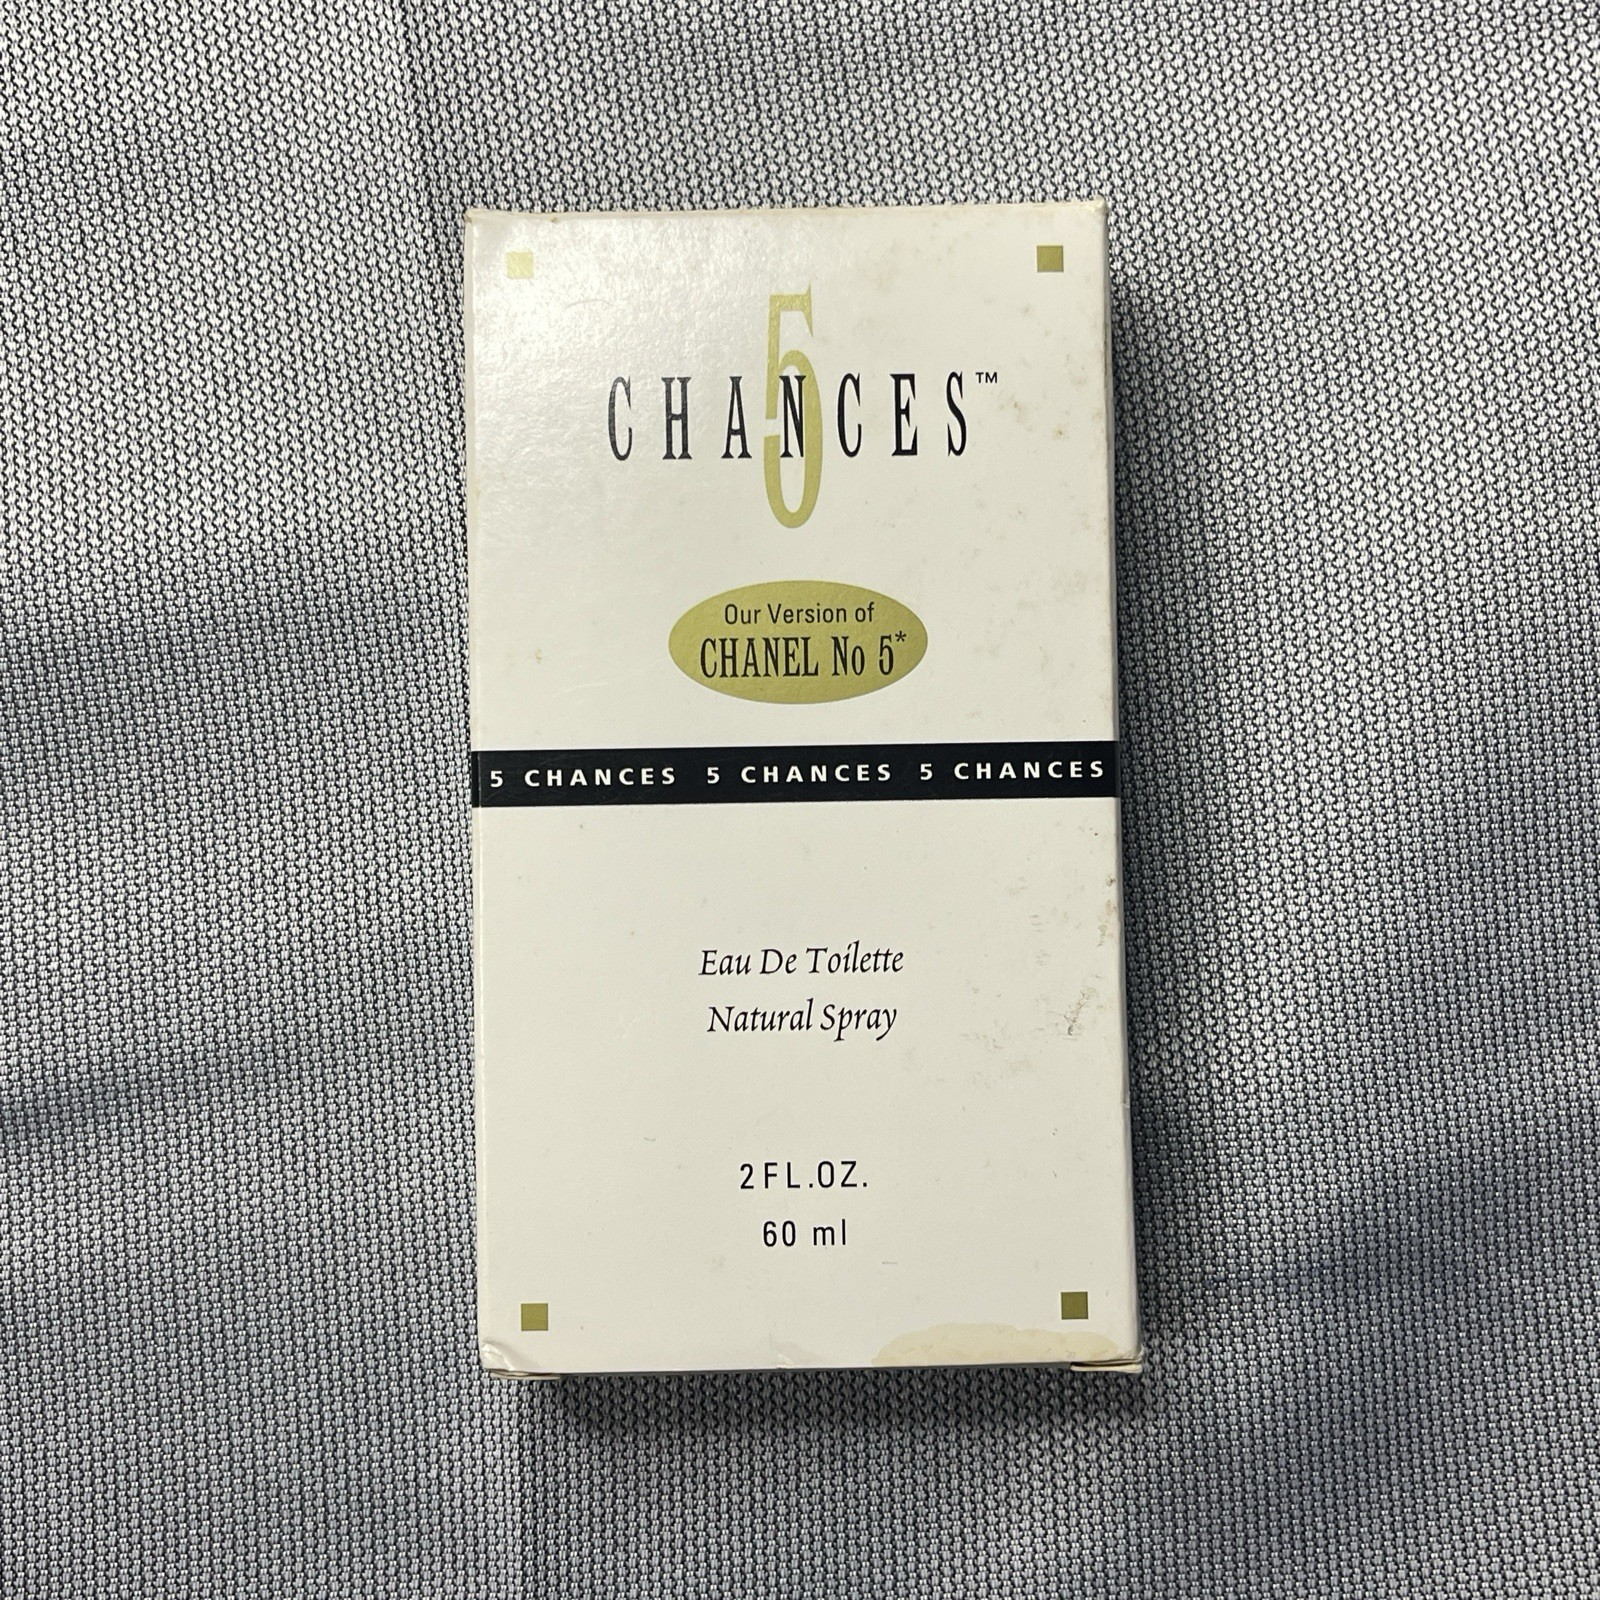 5
CHANCES™
Our Version of
CHANEL No 5*
5 CHANCES 5 CHANCES 5 CHANCES
Eau De Toilette
Natural Spray
2 FL.OZ.
60 ml